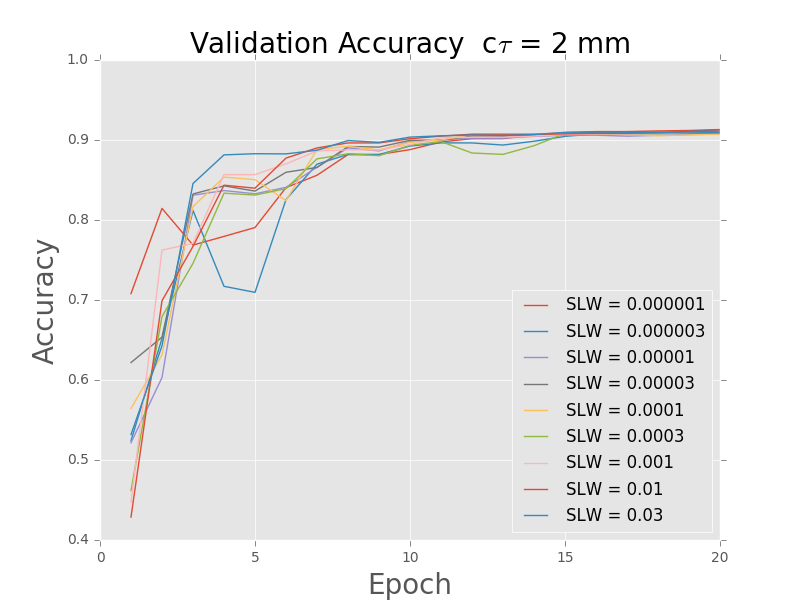 Validation Accuracy cτ = 2 mm
1.0
0.9
0.8
0.7
0.6
0.5
0.4
Accuracy
SLW = 0.000001
SLW = 0.000003
SLW = 0.00001
SLW = 0.00003
SLW = 0.0001
SLW = 0.0003
SLW = 0.001
SLW = 0.01
SLW = 0.03
0 5 10 15 20
Epoch